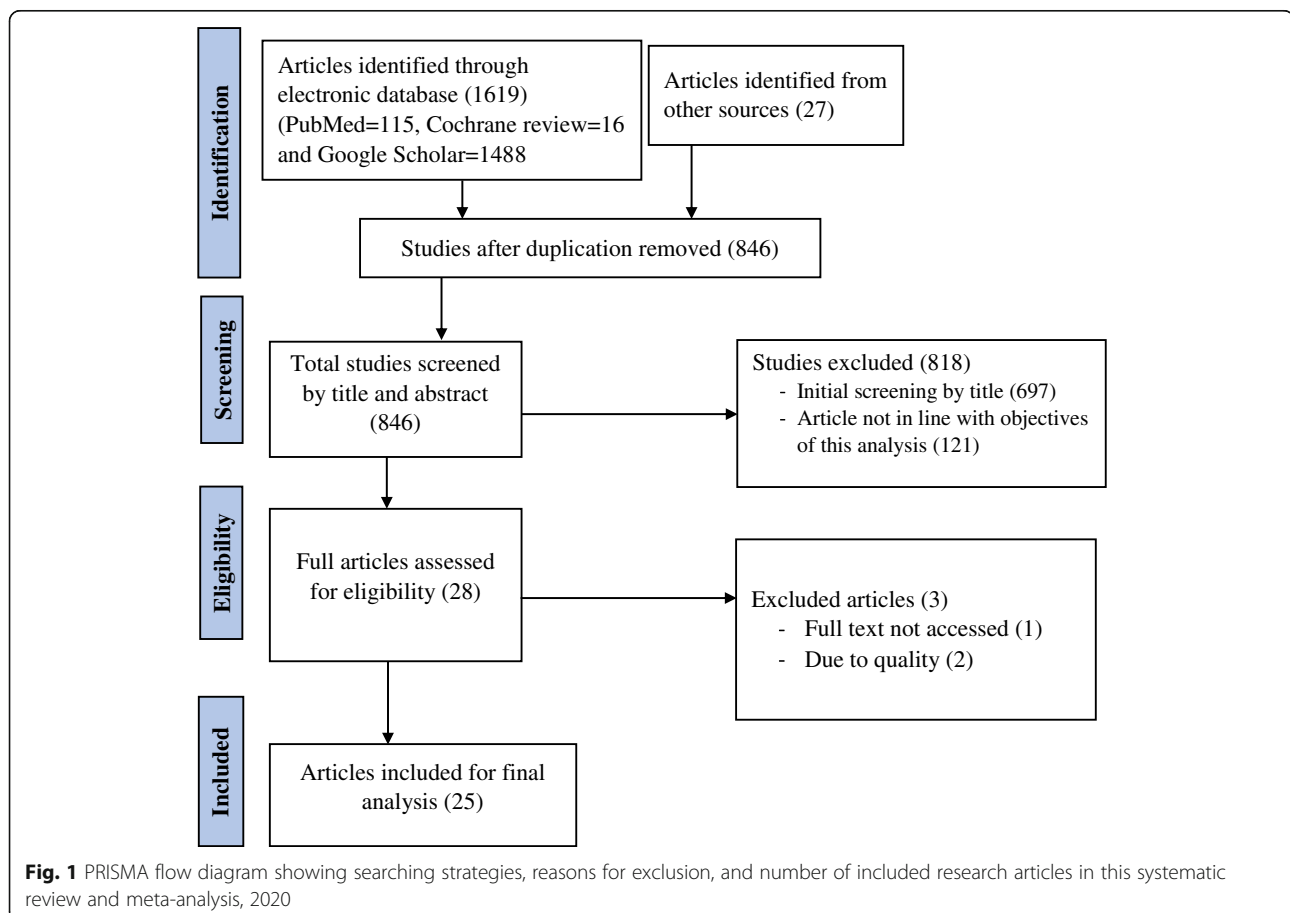 Identification
Articles identified through
electronic database (1619)
(PubMed=115, Cochrane review=16
and Google Scholar=1488
Articles identified from
other sources (27)
Studies after duplication removed (846)
Screening
Total studies screened
by title and abstract
(846)
Studies excluded (818)
- Initial screening by title (697)
- Article not in line with objectives
of this analysis (121)
Eligibility
Full articles assessed
for eligibility (28)
Excluded articles (3)
- Full text not accessed (1)
- Due to quality (2)
Included
Articles included for final
analysis (25)
Fig. 1 PRISMA flow diagram showing searching strategies, reasons for exclusion, and number of included research articles in this systematic
review and meta-analysis, 2020